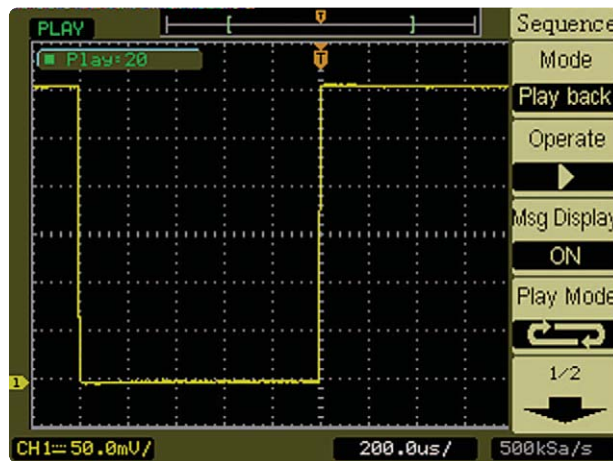 T
Sequence
PLAY
Play:20
T
Mode
Play back
Operate
Msg Display
ON
Play Mode
1/2
1
CH1 50.0mV/
200.0us/
500kSa/s